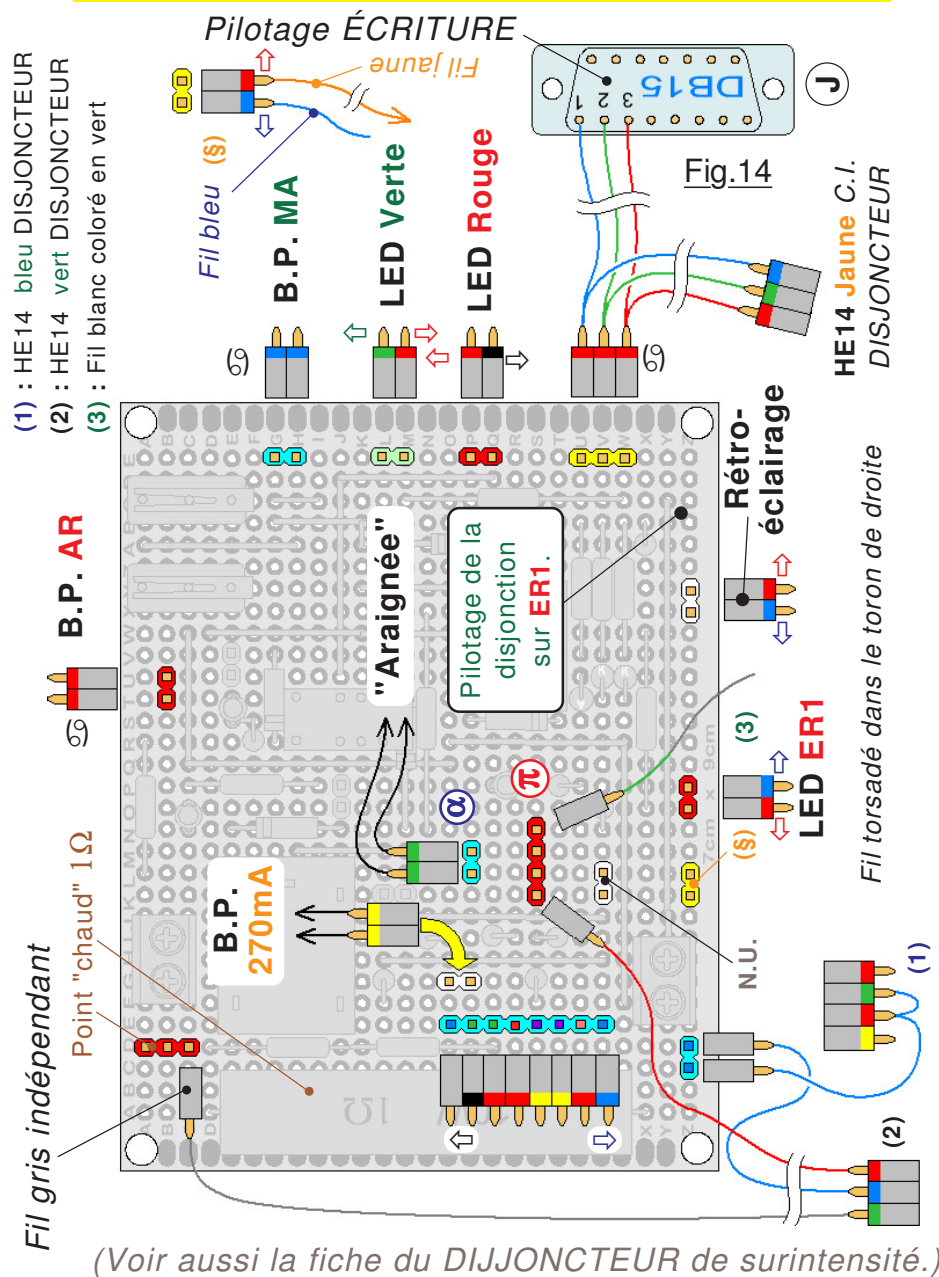 Pilotage ÉCRITURE
(1) : HE14 bleu DISJONCTEUR
(2) : HE14 vert DISJONCTEUR
(3) : Fil blanc coloré en vert
Fil jaune
Fil bleu
(§)
DB15
1
2
3
J
Fig.14
B.P. MA
LED Verte
LED Rouge
HE14 Jaune C.I.
DISJONCTEUR
B.P. AR
"Araignée"
Pilotage de la
disjonction
sur ER1.
Rétro-
éclairage
Fil torsadé dans le toron de droite
(3)
LED ER1
(§)
7cm x 9cm
α
π
B.P.
270mA
Point "chaud" 1Ω
Fil gris indépendant
N.U.
1Ω
(1)
(2)
(Voir aussi la fiche du DIJJONCTEUR de surintensité.)